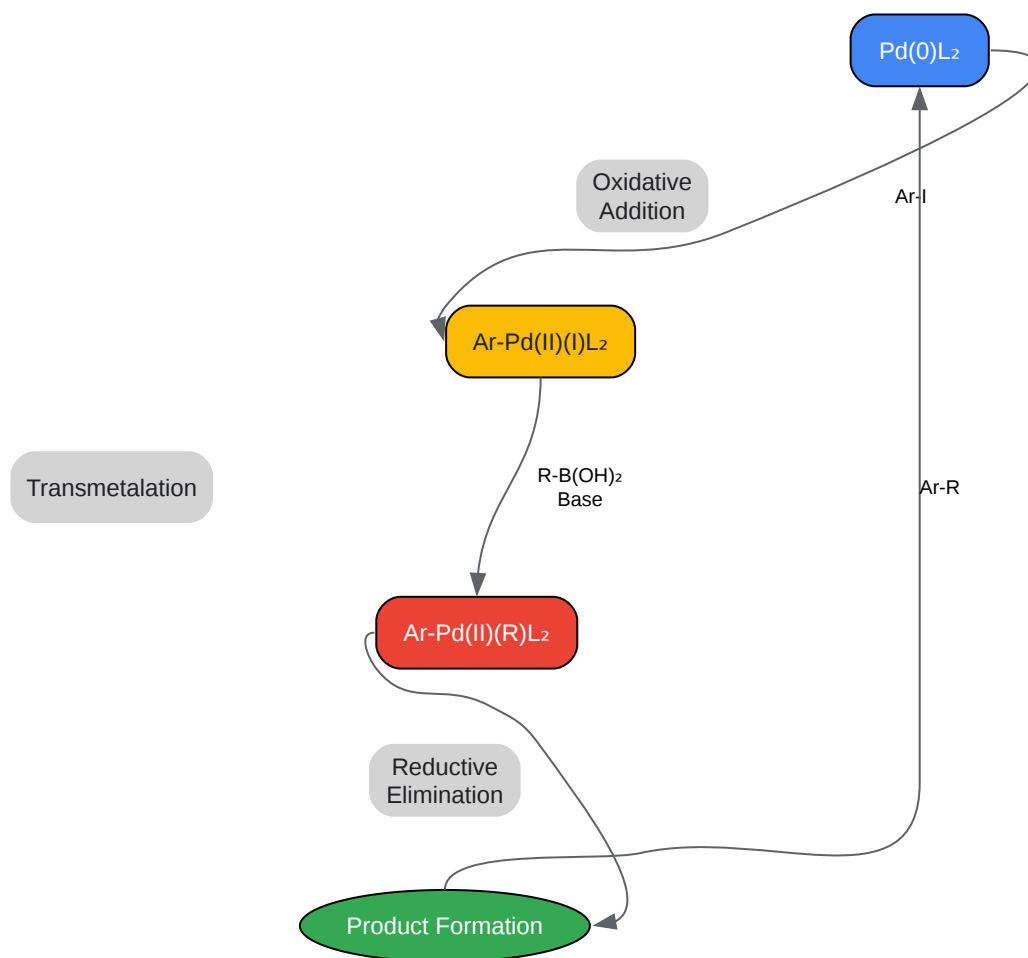 Pd(0)L₂
Oxidative
Addition
Ar-I
Ar-Pd(II)(I)L₂
Transmetalation
R-B(OH)₂
Base
Ar-R
Ar-Pd(II)(R)L₂
Reductive
Elimination
Product Formation